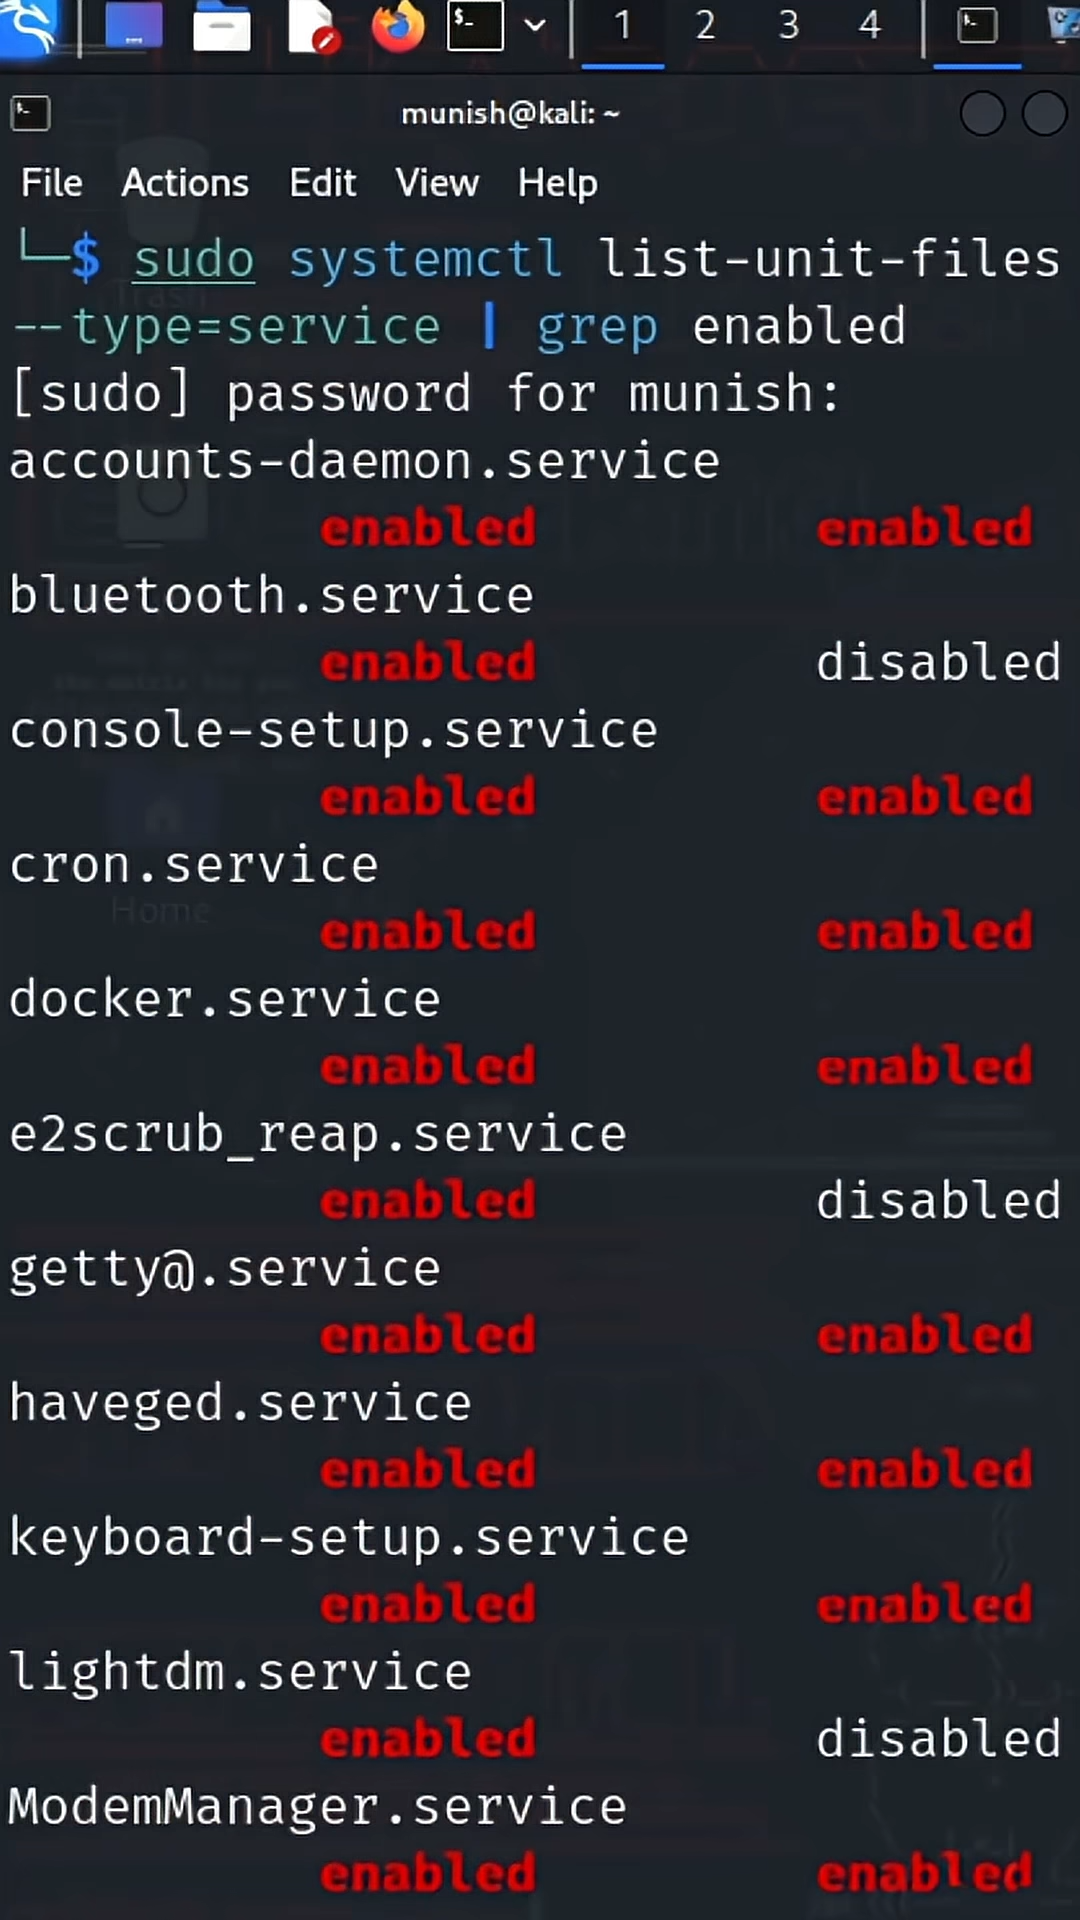 1 2 3 4
munish@kali: ~
File Actions Edit View Help
└─$ sudo systemctl list-unit-files
--type=service | grep enabled
[sudo] password for munish:
accounts-daemon.service
enabled enabled
bluetooth.service
enabled disabled
console-setup.service
enabled enabled
cron.service
enabled enabled
docker.service
enabled enabled
e2scrub_reap.service
enabled disabled
getty@.service
enabled enabled
haveged.service
enabled enabled
keyboard-setup.service
enabled enabled
lightdm.service
enabled disabled
ModemManager.service
enabled enabled
Trash
Home